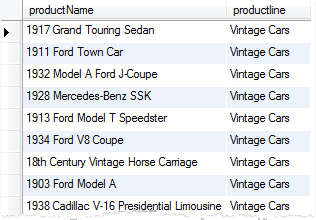 productName productline
1917 Grand Touring Sedan Vintage Cars
1911 Ford Town Car Vintage Cars
1932 Model A Ford J-Coupe Vintage Cars
1928 Mercedes-Benz SSK Vintage Cars
1913 Ford Model T Speedster Vintage Cars
1934 Ford V8 Coupe Vintage Cars
18th Century Vintage Horse Carriage Vintage Cars
1903 Ford Model A Vintage Cars
1938 Cadillac V-16 Presidential Limousine Vintage Cars